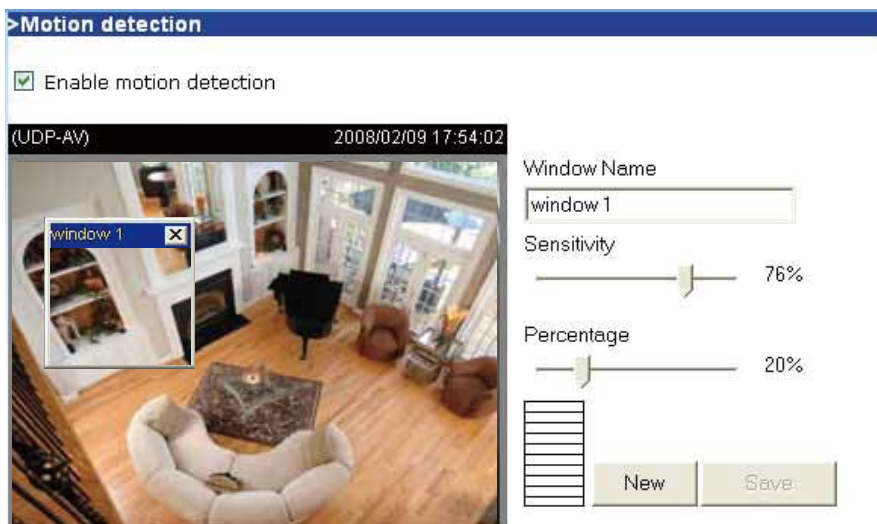 >Motion detection
Enable motion detection
(UDP-AV) 2008/02/09 17:54:02
window 1
Window Name
window 1
Sensitivity
76%
Percentage
20%
New
Save